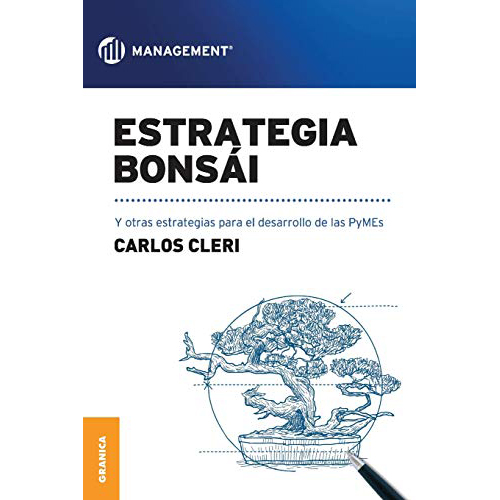 MANAGEMENT®
ESTRATEGIA
BONSÁI
Y otras estrategias para el desarrollo de las PyMEs
CARLOS CLERI
GRANICA